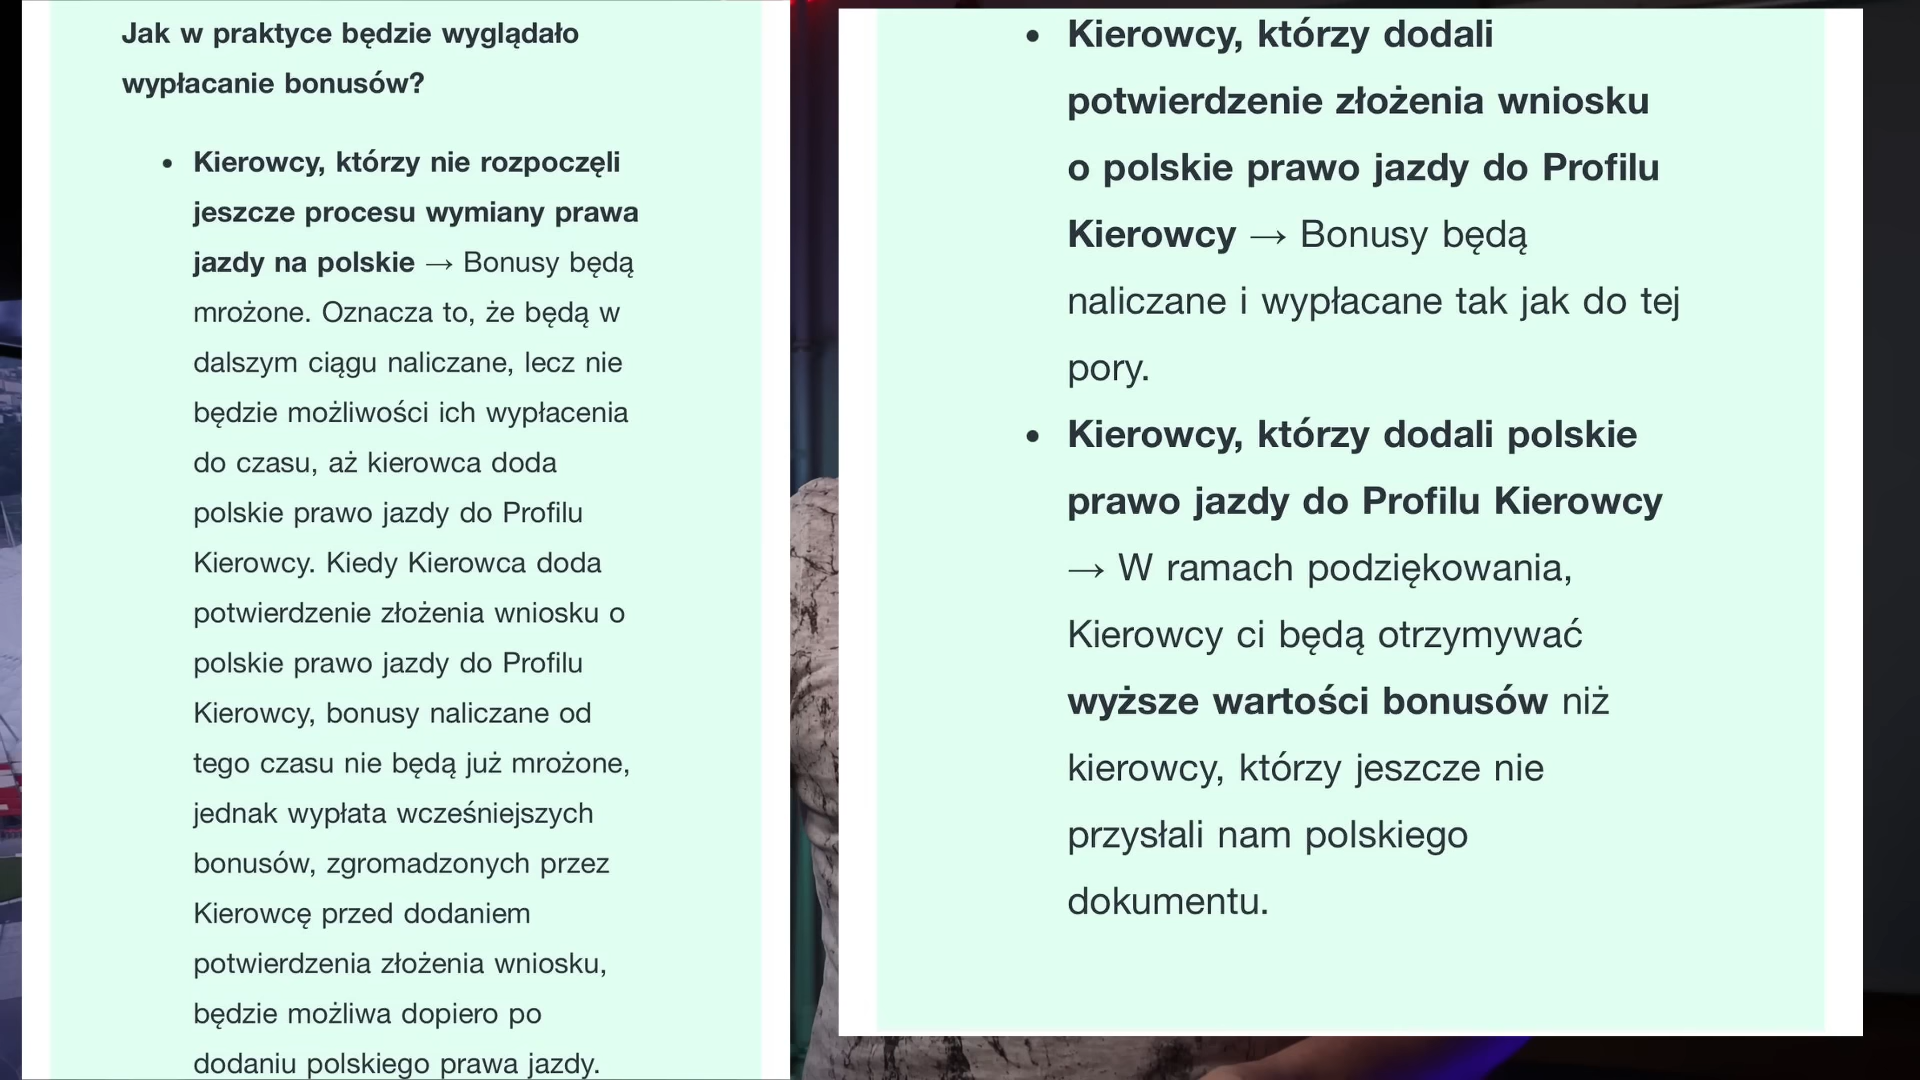 Jak w praktyce będzie wyglądało
wypłacanie bonusów?
• Kierowcy, którzy nie rozpoczęli
jeszcze procesu wymiany prawa
jazdy na polskie → Bonusy będą
mrożone. Oznacza to, że będą w
dalszym ciągu naliczane, lecz nie
będzie możliwości ich wypłacenia
do czasu, aż kierowca doda
polskie prawo jazdy do Profilu
Kierowcy. Kiedy Kierowca doda
potwierdzenie złożenia wniosku o
polskie prawo jazdy do Profilu
Kierowcy, bonusy naliczane od
tego czasu nie będą już mrożone,
jednak wypłata wcześniejszych
bonusów, zgromadzonych przez
Kierowcę przed dodaniem
potwierdzenia złożenia wniosku,
będzie możliwa dopiero po
dodaniu polskiego prawa jazdy.
• Kierowcy, którzy dodali
potwierdzenie złożenia wniosku
o polskie prawo jazdy do Profilu
Kierowcy → Bonusy będą
naliczane i wypłacane tak jak do tej
pory.
• Kierowcy, którzy dodali polskie
prawo jazdy do Profilu Kierowcy
→ W ramach podziękowania,
Kierowcy ci będą otrzymywać
wyższe wartości bonusów niż
kierowcy, którzy jeszcze nie
przysłali nam polskiego
dokumentu.